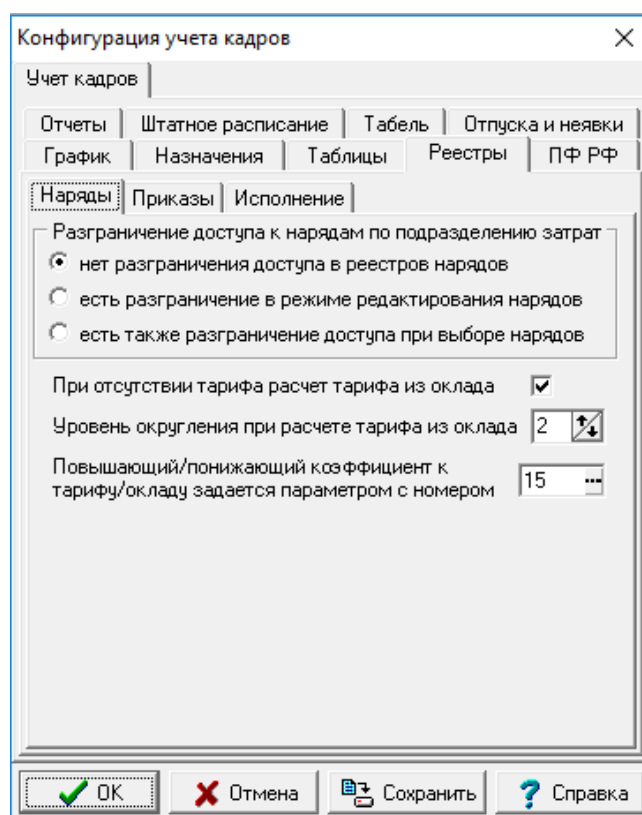 Конфигурация учета кадров
Учет кадров
Отчеты Штатное расписание Табель Отпуска и неявки
График Назначения Таблицы Реестры ПФ РФ
Наряды Приказы Исполнение
Разграничение доступа к нарядам по подразделению затрат
нет разграничения доступа в реестров нарядов
есть разграничение в режиме редактирования нарядов
есть также разграничение доступа при выборе нарядов
При отсутствии тарифа расчет тарифа из оклада
Уровень округления при расчете тарифа из оклада 2
Повышающий/понижающий коэффициент к
тарифу/окладу задается параметром с номером 15 ...
OK Отмена Сохранить ? Справка